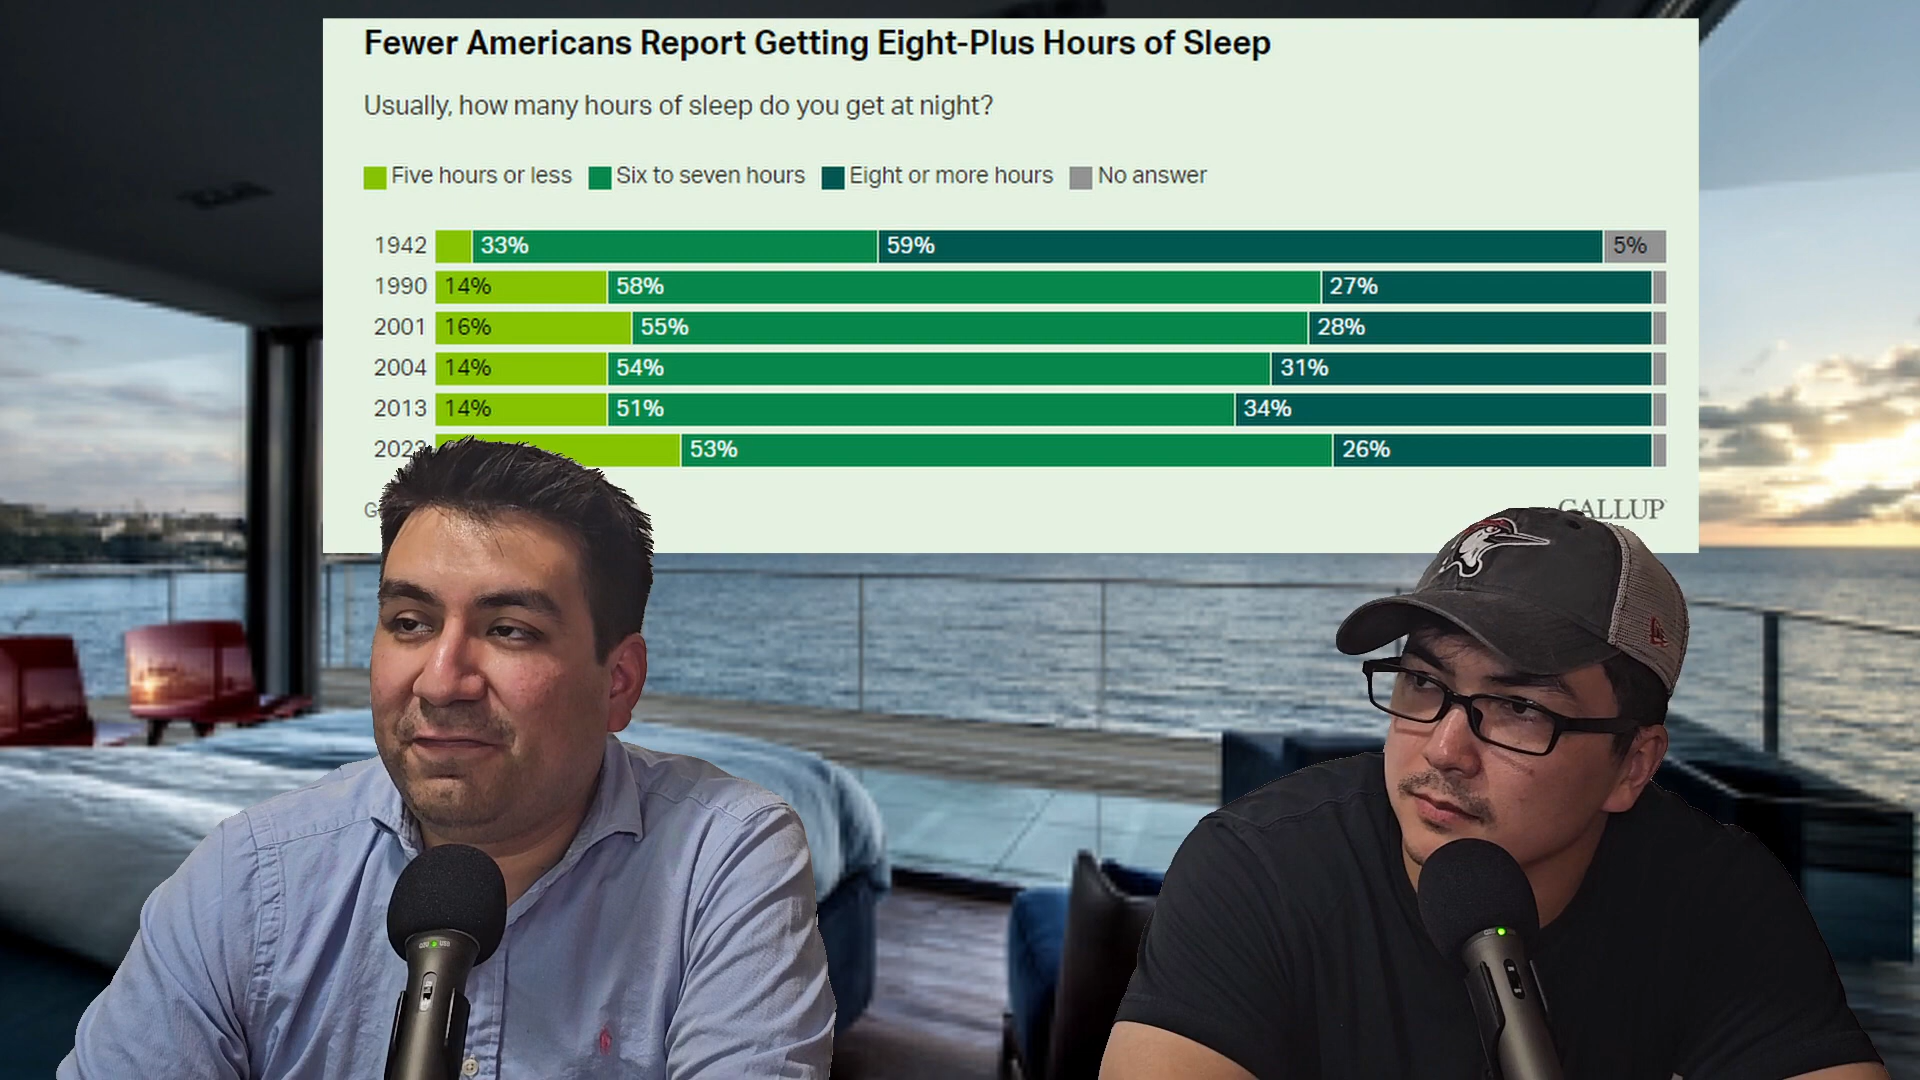 Fewer Americans Report Getting Eight-Plus Hours of Sleep
Usually, how many hours of sleep do you get at night?
Five hours or less Six to seven hours Eight or more hours No answer
1942 33% 59% 5%
1990 14% 58% 27%
2001 16% 55% 28%
2004 14% 54% 31%
2013 14% 51% 34%
2023 53% 26%
GALLUP